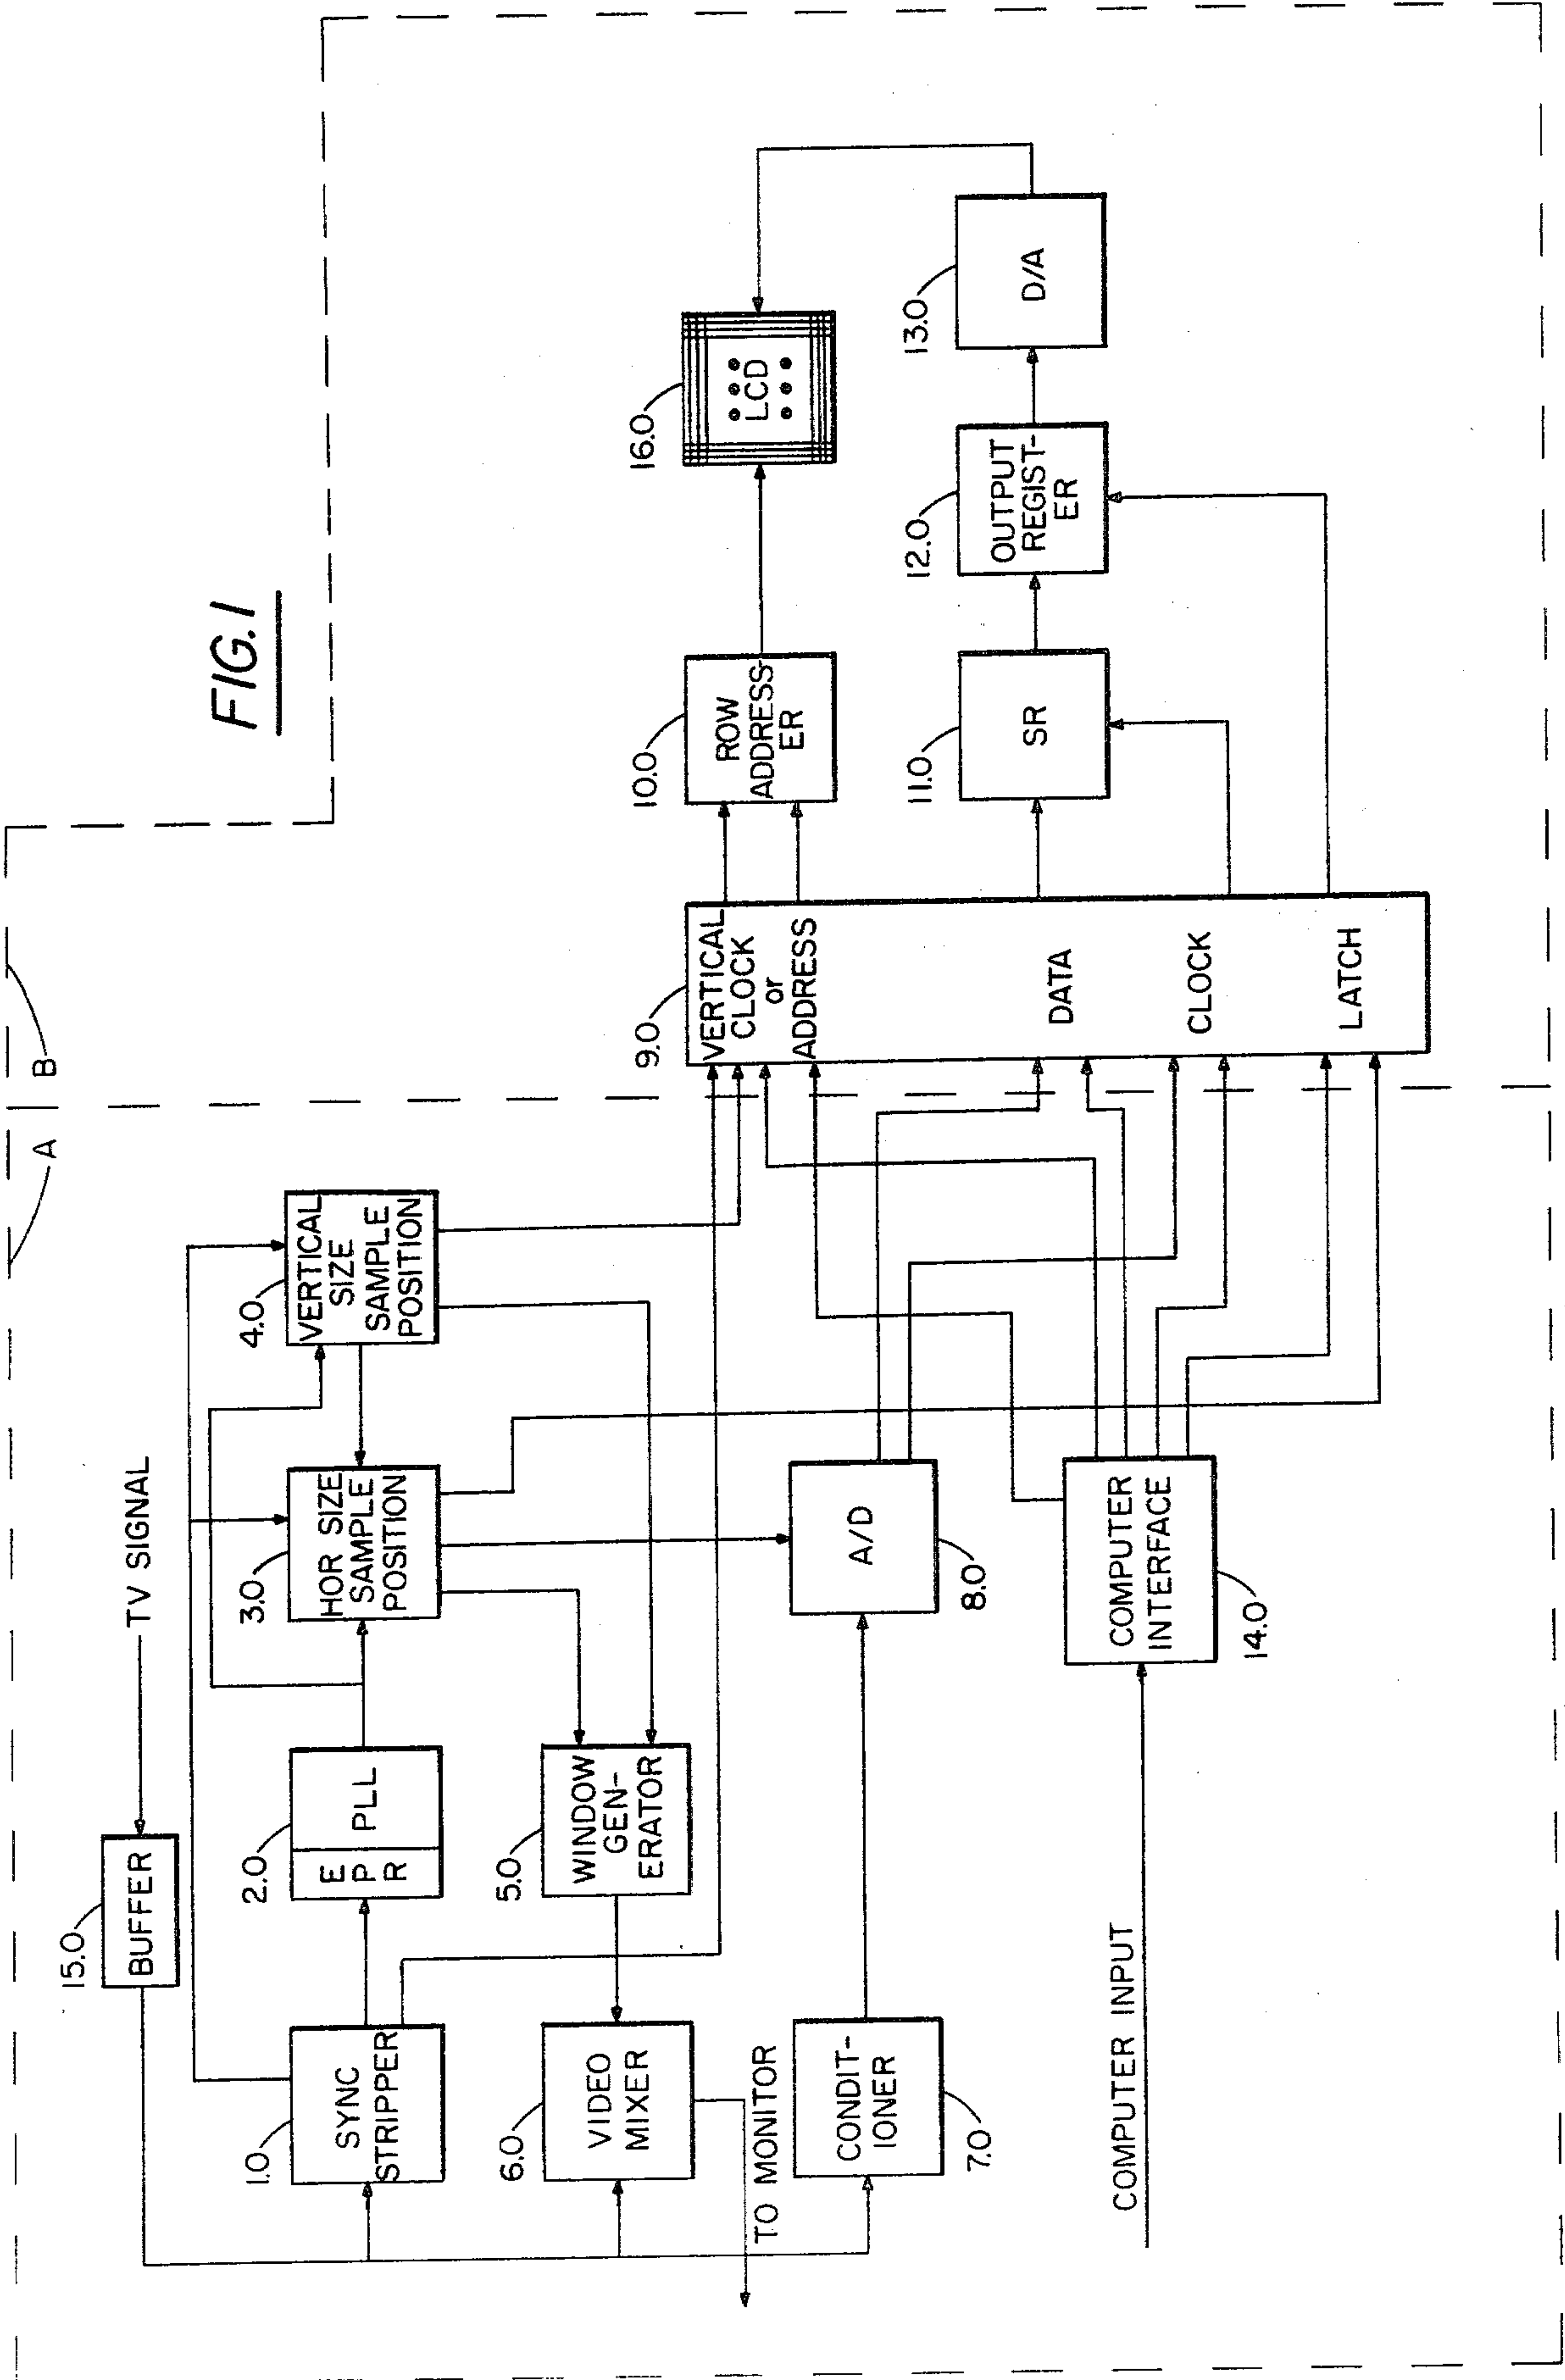 FIG. 1
A
B
15.0
BUFFER
TV SIGNAL
1.0
SYNC
STRIPPER
2.0
E
P
R
PLL
3.0
HOR SIZE
SAMPLE
POSITION
4.0
VERTICAL
SIZE
SAMPLE
POSITION
5.0
WINDOW
GEN-
ERATOR
6.0
VIDEO
MIXER
TO MONITOR
7.0
CONDIT-
IONER
8.0
A/D
COMPUTER INPUT
14.0
COMPUTER
INTERFACE
9.0
VERTICAL
CLOCK
or
ADDRESS
DATA
CLOCK
LATCH
10.0
ROW
ADDRESS-
ER
11.0
SR
12.0
OUTPUT
REGIST-
ER
13.0
D/A
16.0
LCD